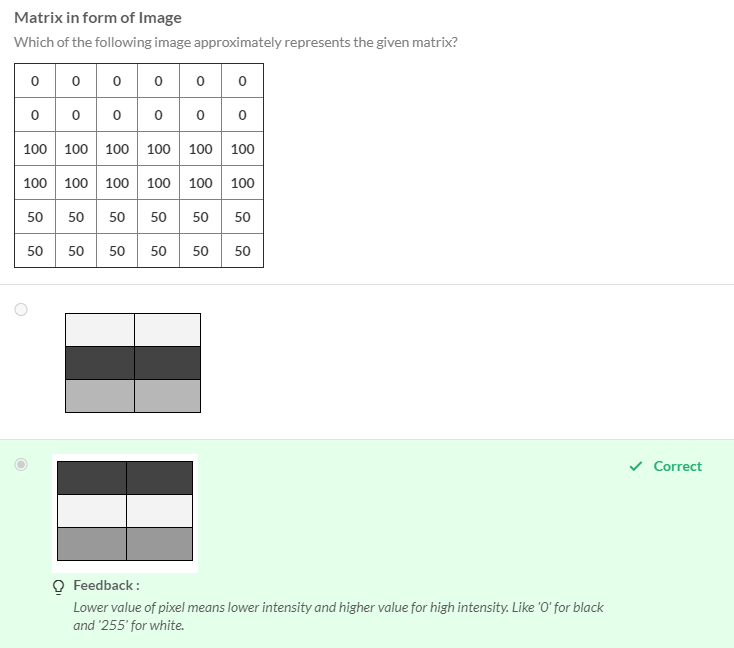 Matrix in form of Image
Which of the following image approximately represents the given matrix?
0 0 0 0 0 0
0 0 0 0 0 0
100 100 100 100 100 100
100 100 100 100 100 100
50 50 50 50 50 50
50 50 50 50 50 50
Correct
Feedback :
Lower value of pixel means lower intensity and higher value for high intensity. Like '0' for black
and '255' for white.